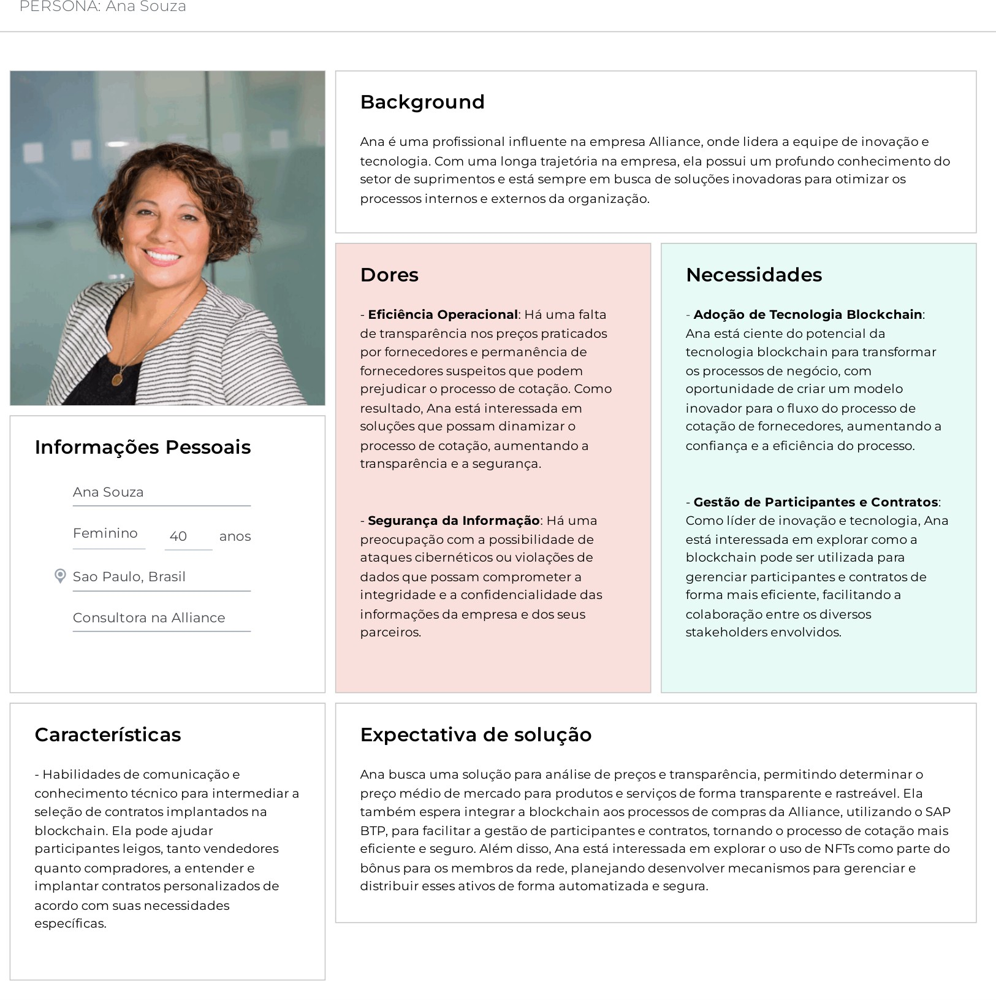 PERSONA: Ana Souza
Background
Ana é uma profissional influente na empresa Alliance, onde lidera a equipe de inovação e
tecnologia. Com uma longa trajetória na empresa, ela possui um profundo conhecimento do
setor de suprimentos e está sempre em busca de soluções inovadoras para otimizar os
processos internos e externos da organização.
Dores
- Eficiência Operacional: Há uma falta
de transparência nos preços praticados
por fornecedores e permanência de
fornecedores suspeitos que podem
prejudicar o processo de cotação. Como
resultado, Ana está interessada em
soluções que possam dinamizar o
processo de cotação, aumentando a
transparência e a segurança.
- Segurança da Informação: Há uma
preocupação com a possibilidade de
ataques cibernéticos ou violações de
dados que possam comprometer a
integridade e a confidencialidade das
informações da empresa e dos seus
parceiros.
Necessidades
- Adoção de Tecnologia Blockchain:
Ana está ciente do potencial da
tecnologia blockchain para transformar
os processos de negócio, com
oportunidade de criar um modelo
inovador para o fluxo do processo de
cotação de fornecedores, aumentando a
confiança e a eficiência do processo.
- Gestão de Participantes e Contratos:
Como líder de inovação e tecnologia, Ana
está interessada em explorar como a
blockchain pode ser utilizada para
gerenciar participantes e contratos de
forma mais eficiente, facilitando a
colaboração entre os diversos
stakeholders envolvidos.
Informações Pessoais
Ana Souza
Feminino 40 anos
Sao Paulo, Brasil
Consultora na Alliance
Características
- Habilidades de comunicação e
conhecimento técnico para intermediar a
seleção de contratos implantados na
blockchain. Ela pode ajudar
participantes leigos, tanto vendedores
quanto compradores, a entender e
implantar contratos personalizados de
acordo com suas necessidades
específicas.
Expectativa de solução
Ana busca uma solução para análise de preços e transparência, permitindo determinar o
preço médio de mercado para produtos e serviços de forma transparente e rastreável. Ela
também espera integrar a blockchain aos processos de compras da Alliance, utilizando o SAP
BTP, para facilitar a gestão de participantes e contratos, tornando o processo de cotação mais
eficiente e seguro. Além disso, Ana está interessada em explorar o uso de NFTs como parte do
bônus para os membros da rede, planejando desenvolver mecanismos para gerenciar e
distribuir esses ativos de forma automatizada e segura.